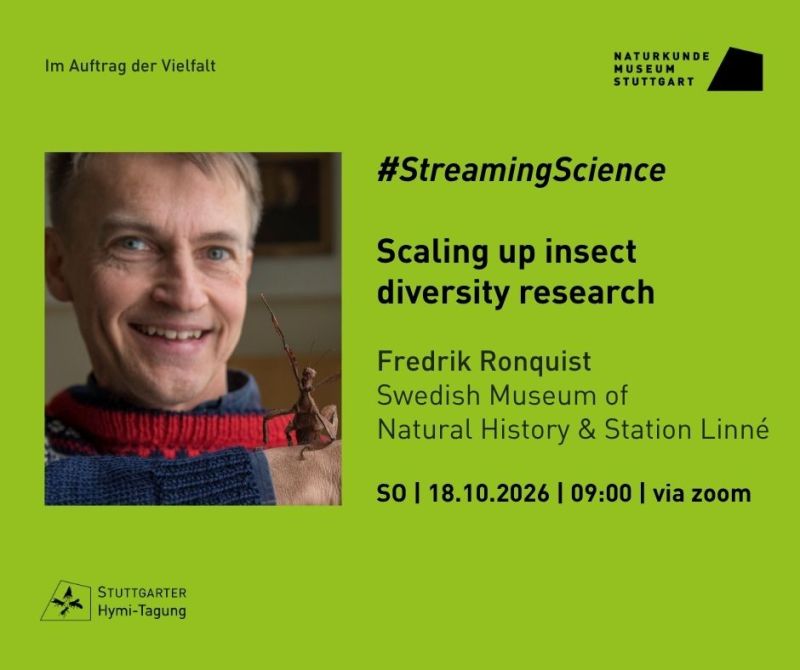 Im Auftrag der Vielfalt
NATURKUNDE
MUSEUM
STUTTGART
#StreamingScience
Scaling up insect
diversity research
Fredrik Ronquist
Swedish Museum of
Natural History & Station Linné
SO | 18.10.2026 | 09:00 | via zoom
STUTTGARTER
Hymi-Tagung